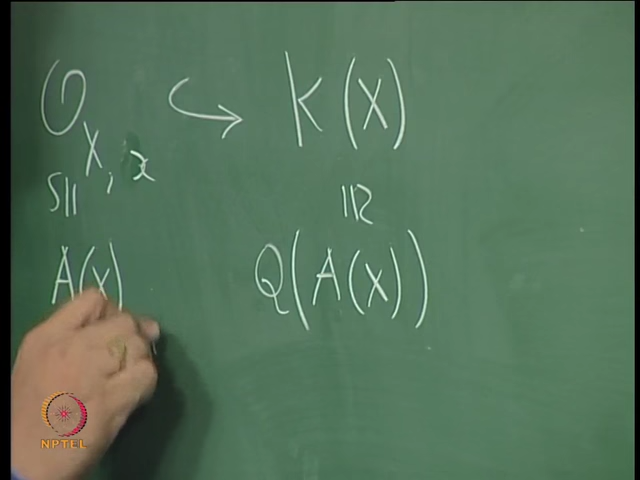 O_{X,x} ↪ K(X)
≅ ≅
A(X) Q(A(X))
NPTEL